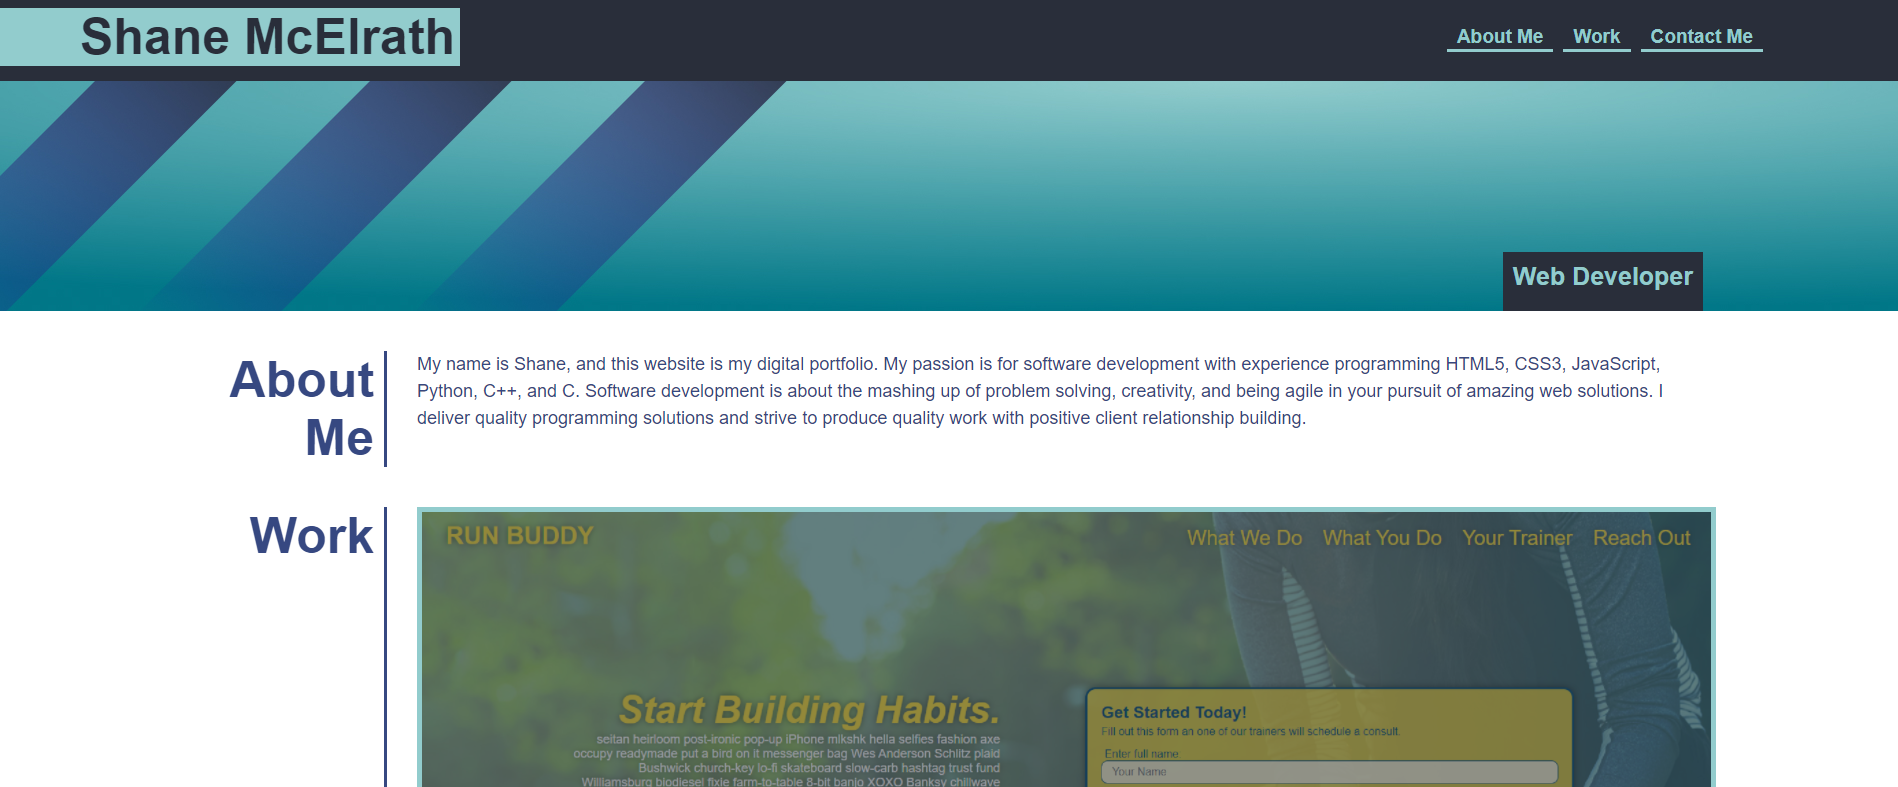 Shane McElrath
About Me Work Contact Me
Web Developer
About
Me
My name is Shane, and this website is my digital portfolio. My passion is for software development with experience programming HTML5, CSS3, JavaScript,
Python, C++, and C. Software development is about the mashing up of problem solving, creativity, and being agile in your pursuit of amazing web solutions. I
deliver quality programming solutions and strive to produce quality work with positive client relationship building.
Work
RUN BUDDY
What We Do What You Do Your Trainer Reach Out
Start Building Habits.
seitan heirloom post-ironic pop-up iPhone mlkshk hella selfies fashion axe
occupy readymade put a bird on it messenger bag Wes Anderson Schlitz plaid
Bushwick church-key lo-fi skateboard slow-carb hashtag trust fund
Williamsburg biodiesel flxie farm-to-table 8-bit banjo XOXO Banksy chillwave
Get Started Today!
Fill out this form an one of our trainers will schedule a consult.
Enter full name
Your Name